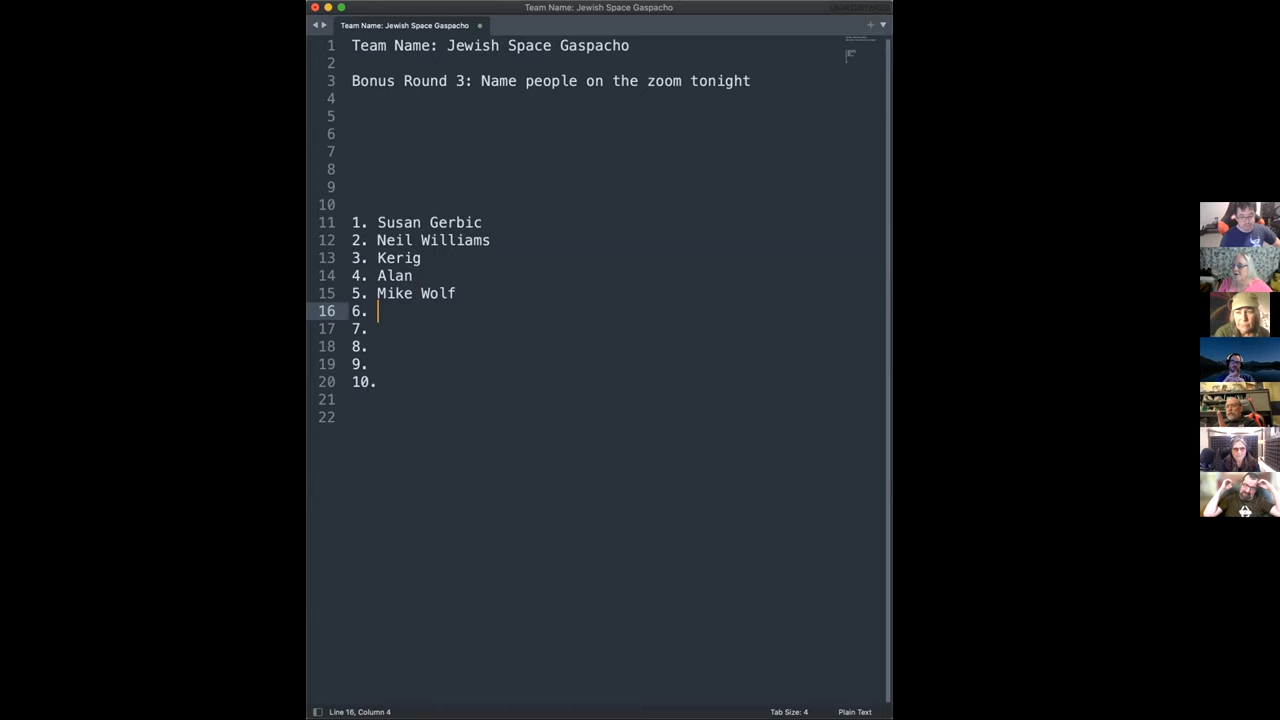 Team Name: Jewish Space Gaspacho
UNREGISTERED
Team Name: Jewish Space Gaspacho
1 Team Name: Jewish Space Gaspacho
2
3 Bonus Round 3: Name people on the zoom tonight
4
5
6
7
8
9
10
11 1. Susan Gerbic
12 2. Neil Williams
13 3. Kerig
14 4. Alan
15 5. Mike Wolf
16 6.
17 7.
18 8.
19 9.
20 10.
21
22
Line 16, Column 4 Tab Size: 4 Plain Text